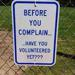 BEFORE
YOU
COMPLAIN...
...HAVE YOU
VOLUNTEERED
YET????